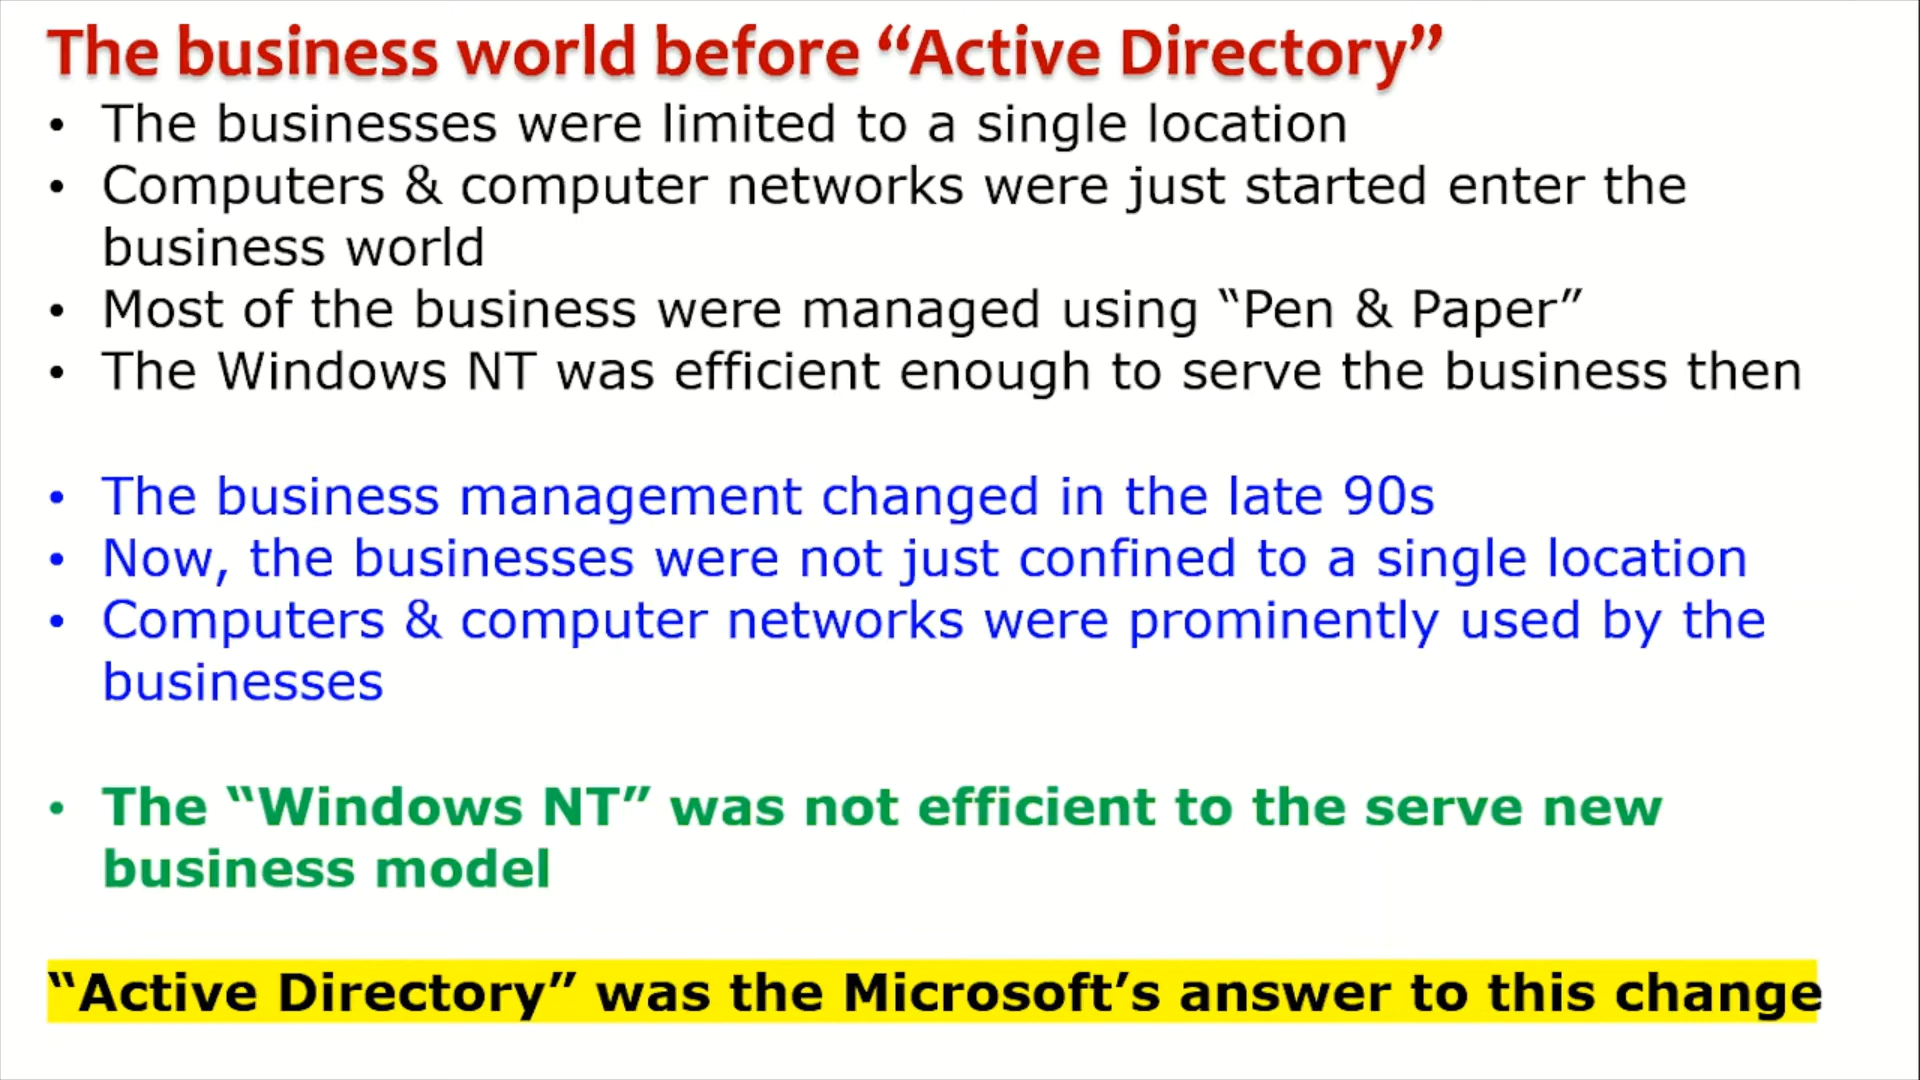 The business world before “Active Directory”
• The businesses were limited to a single location
• Computers & computer networks were just started enter the
business world
• Most of the business were managed using “Pen & Paper”
• The Windows NT was efficient enough to serve the business then
• The business management changed in the late 90s
• Now, the businesses were not just confined to a single location
• Computers & computer networks were prominently used by the
businesses
• The “Windows NT” was not efficient to the serve new
business model
“Active Directory” was the Microsoft’s answer to this change